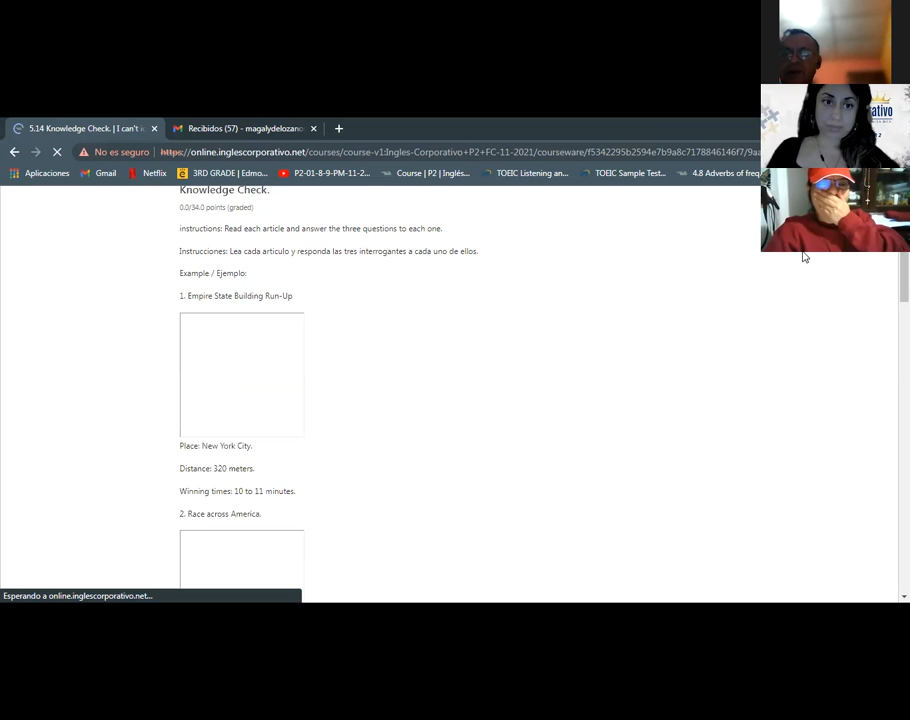 5.14 Knowledge Check. | I can't i
Recibidos (57) - magalydelozano
No es seguro | https://online.inglescorporativo.net/courses/course-v1:Ingles-Corporativo+P2+FC-11-2021/courseware/f5342295b2594e7b9a8c7178846146f7/9aa
Aplicaciones Gmail Netflix 3RD GRADE | Edmo... P2-01-8-9-PM-11-2... Course | P2 | Inglés... TOEIC Listening an... TOEIC Sample Test... 4.8 Adverbs of freq
ativo
Knowledge Check.
0.0/34.0 points (graded)
instructions: Read each article and answer the three questions to each one.
Instrucciones: Lea cada articulo y responda las tres interrogantes a cada uno de ellos.
Example / Ejemplo:
1. Empire State Building Run-Up
Place: New York City.
Distance: 320 meters.
Winning times: 10 to 11 minutes.
2. Race across America.
Esperando a online.inglescorporativo.net...